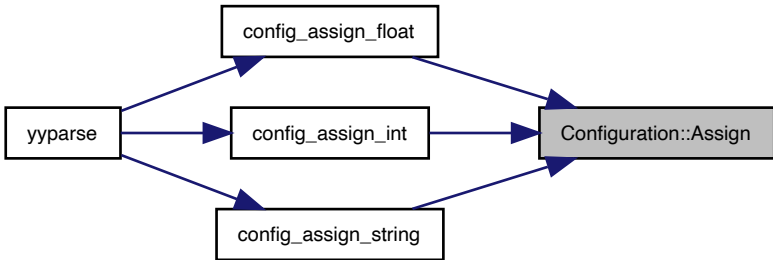 config_assign_float
yyparse
config_assign_int
Configuration::Assign
config_assign_string